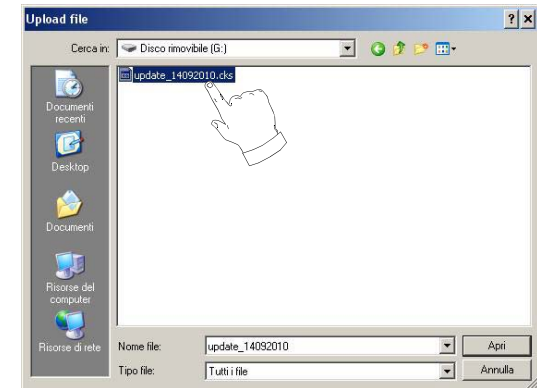 Upload file
Cerca in:
Disco rimovibile (G:)
update_14092010.cks
Documenti
recenti
Desktop
Documenti
Risorse del
computer
Risorse di rete
Nome file:
update_14092010
Apri
Tipo file:
Tutti i file
Annulla